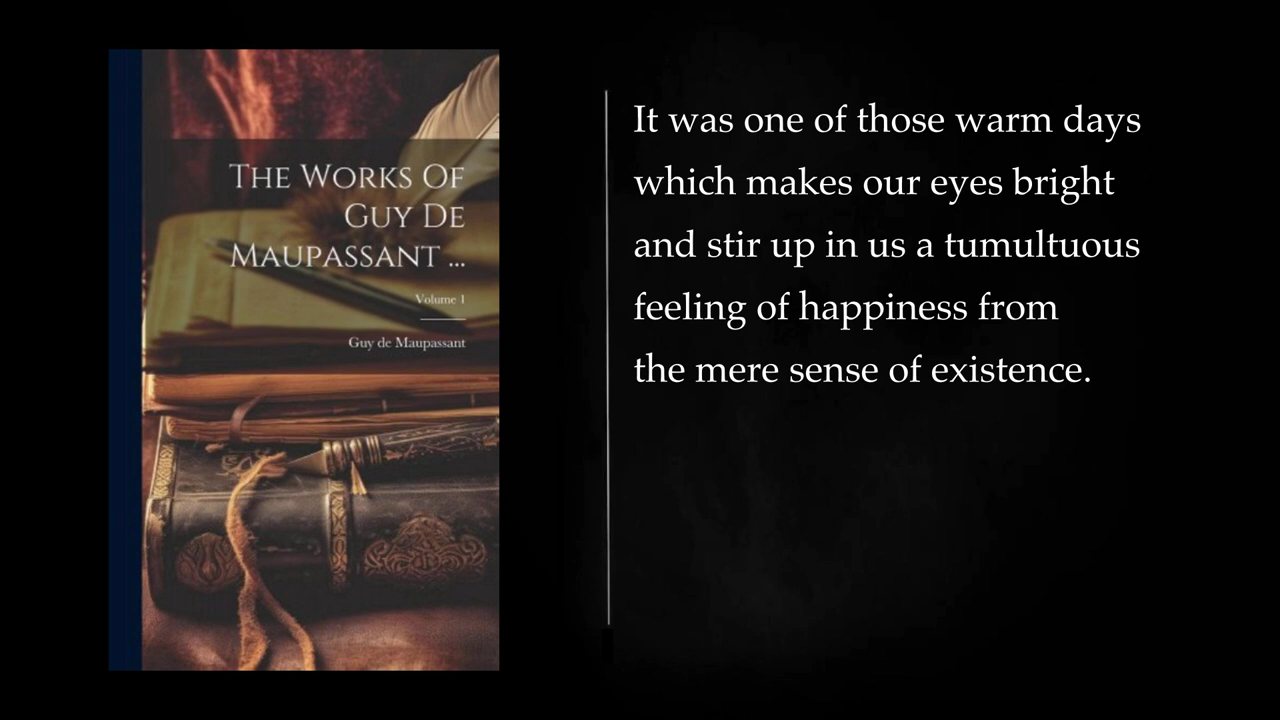 The Works Of
Guy De
Maupassant ...
Volume 1
Guy de Maupassant
It was one of those warm days
which makes our eyes bright
and stir up in us a tumultuous
feeling of happiness from
the mere sense of existence.